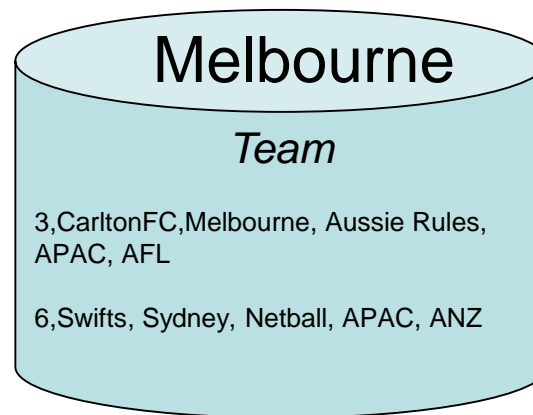 Melbourne
Team
3,CarltonFC,Melbourne, Aussie Rules,
APAC, AFL
6,Swifts, Sydney, Netball, APAC, ANZ